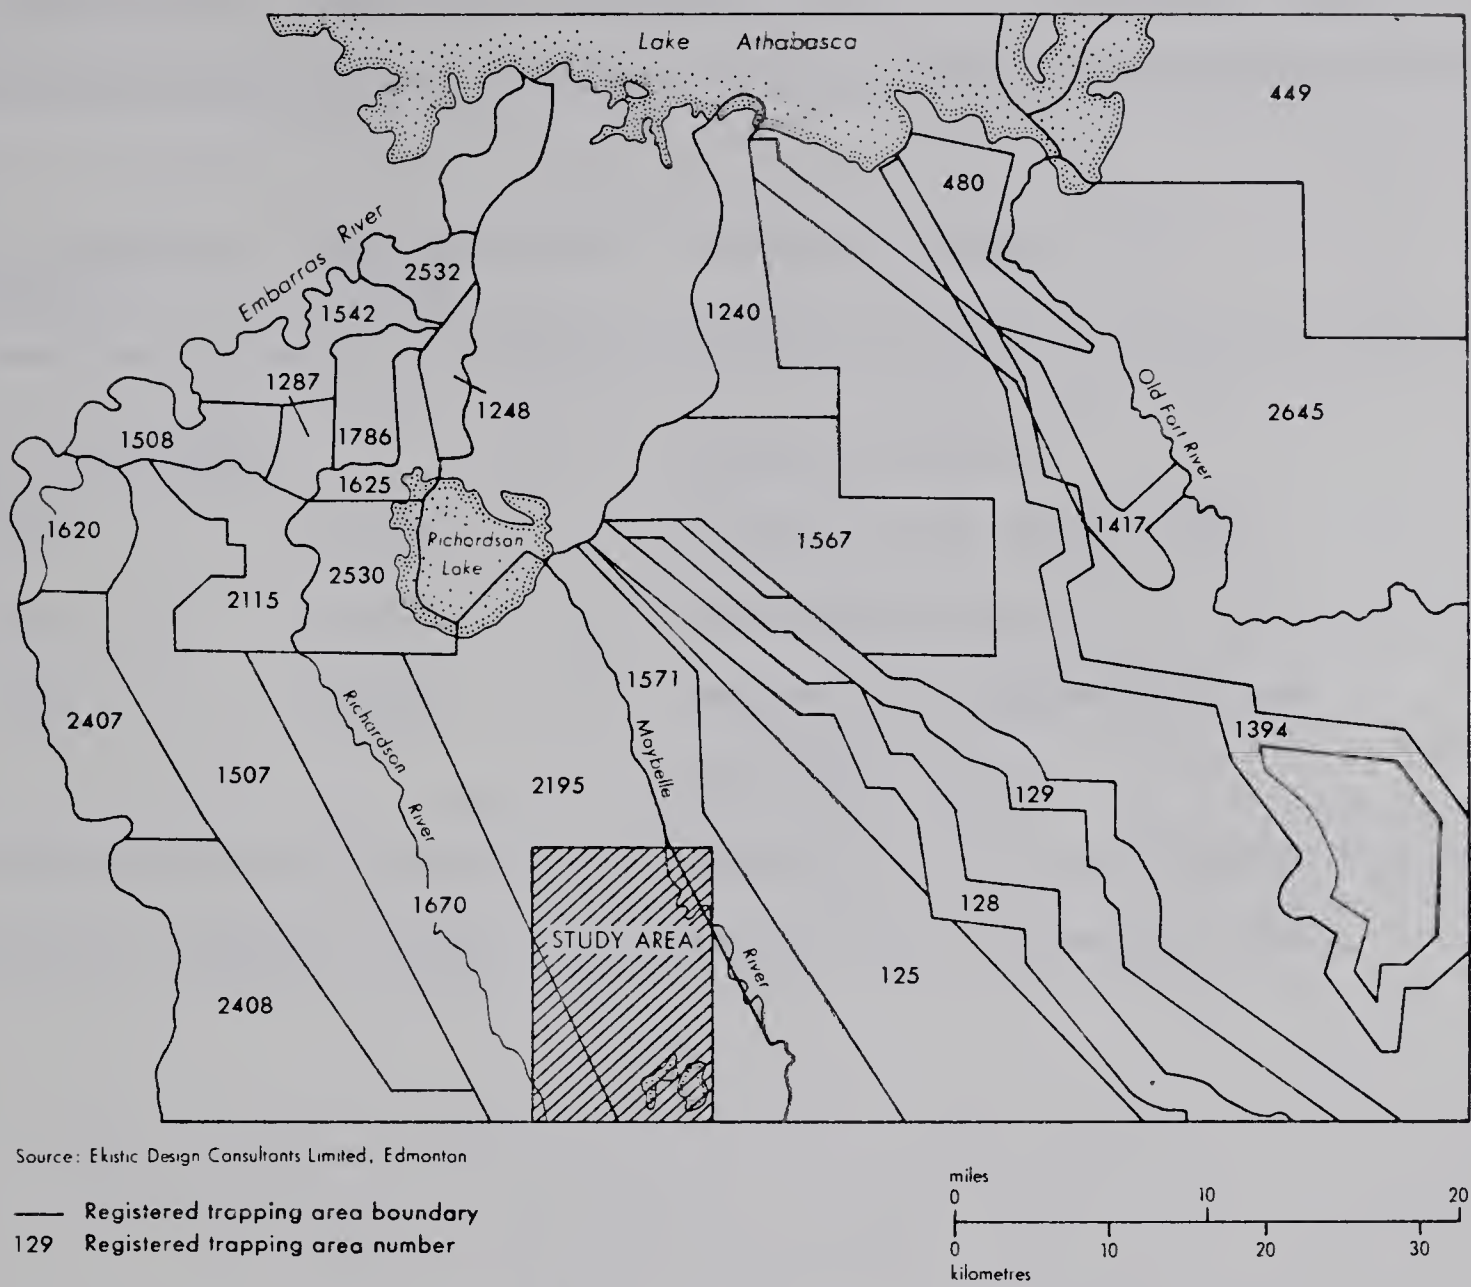 Lake Athabasca
449
480
Embarras River
2532
1542
1240
1287
1248
Old Fort River
2645
1508
1786
1625
1620
Richardson
Lake
1567
1417
2530
2115
1571
2407
Richardson River
Maybelle River
1394
1507
2195
129
1670
128
STUDY AREA
125
2408
Source: Ekistic Design Consultants Limited, Edmonton
Registered trapping area boundary
129 Registered trapping area number
miles
0 10 20
0 10 20 30
kilometres